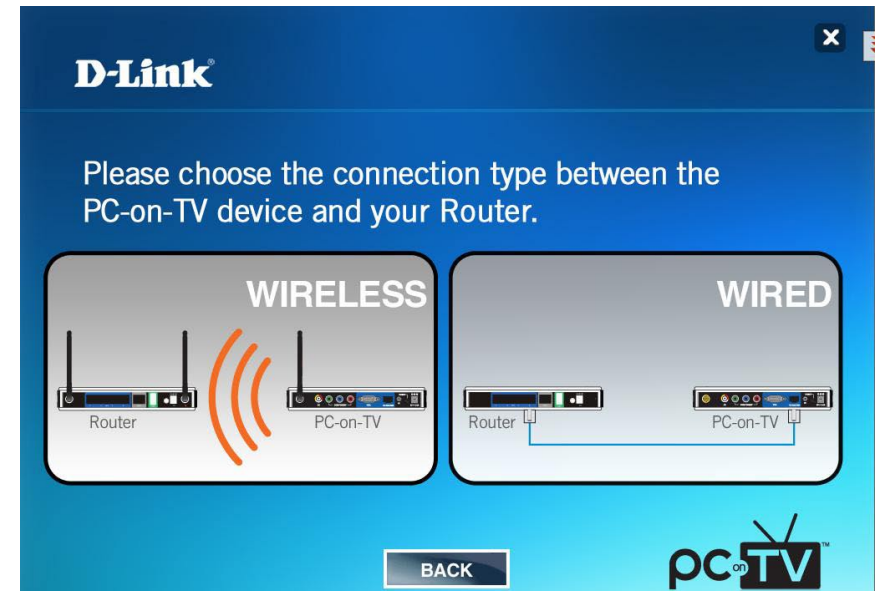 D-Link®
Please choose the connection type between the
PC-on-TV device and your Router.
WIRELESS
Router
PC-on-TV
WIRED
Router
PC-on-TV
BACK
pc on TV™